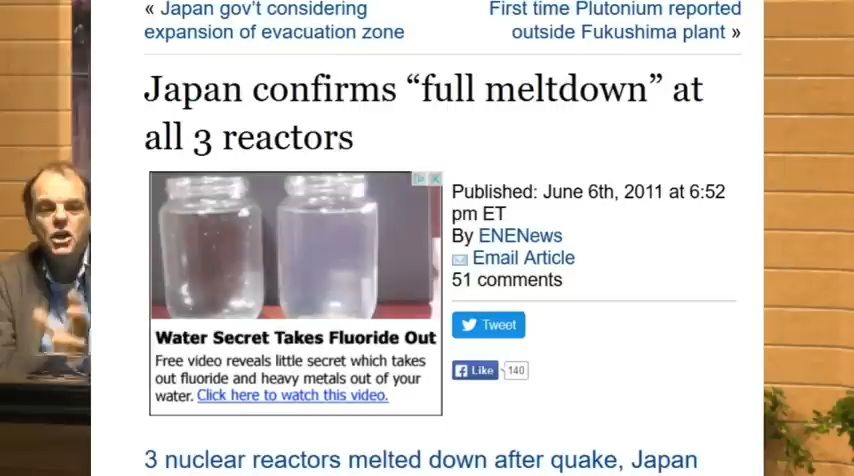 « Japan gov't considering
expansion of evacuation zone
First time Plutonium reported
outside Fukushima plant »
Japan confirms “full meltdown” at
all 3 reactors
Water Secret Takes Fluoride Out
Free video reveals little secret which takes
out fluoride and heavy metals out of your
water. Click here to watch this video.
Published: June 6th, 2011 at 6:52
pm ET
By ENENews
Email Article
51 comments
Tweet
Like 140
3 nuclear reactors melted down after quake, Japan